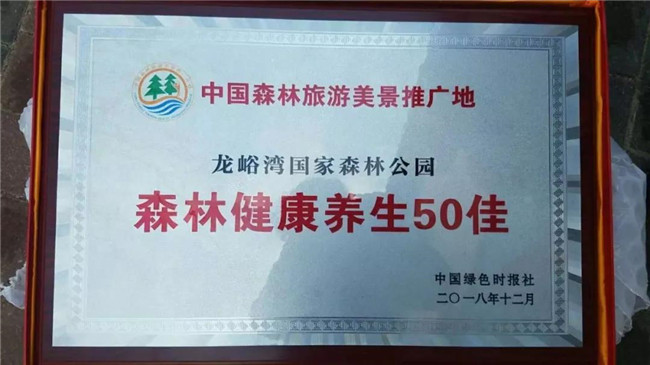 中国森林旅游美景推广地
龙峪湾国家森林公园
森林健康养生50佳
中国绿色时报社
二〇一八年十二月